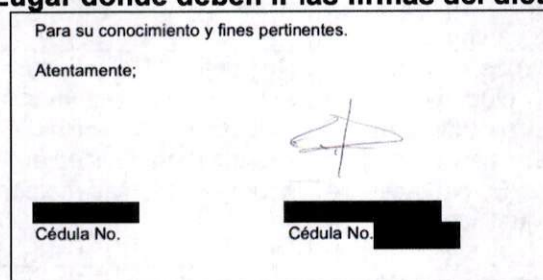 Lugar donde deben ir las firmas del
Para su conocimiento y fines pertinentes.
Atentamente;
Cédula No. Cédula No.